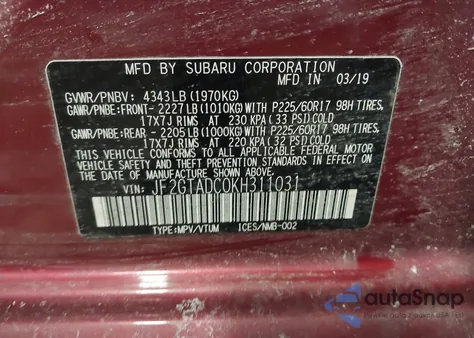 MFD. BY SUBARU CORPORATION
MADE IN JAPAN 03/19
GVWR/PNBV : 4343LB (1970KG)
GAWR/PNBE: FRONT- 2227LB (1010KG) WITH P225/60R17 98H TIRES,
17X7J RIMS, AT 230 KPA (33 PSI) COLD
GAWR/PNBE: REAR - 2205LB (1000KG) WITH P225/60R17 98H TIRES,
17X7J RIMS, AT 220 KPA (32 PSI) COLD
THIS VEHICLE CONFORMS TO ALL APPLICABLE FEDERAL MOTOR
VEHICLE SAFETY, BUMPER, AND THEFT PREVENTION STANDARDS
IN EFFECT ON THE DATE OF MANUFACTURE SHOWN ABOVE.
VIN: JF2GTADC0KH311031
TYPE:MPV/VTUM ICES/NMB-002
autoSnap